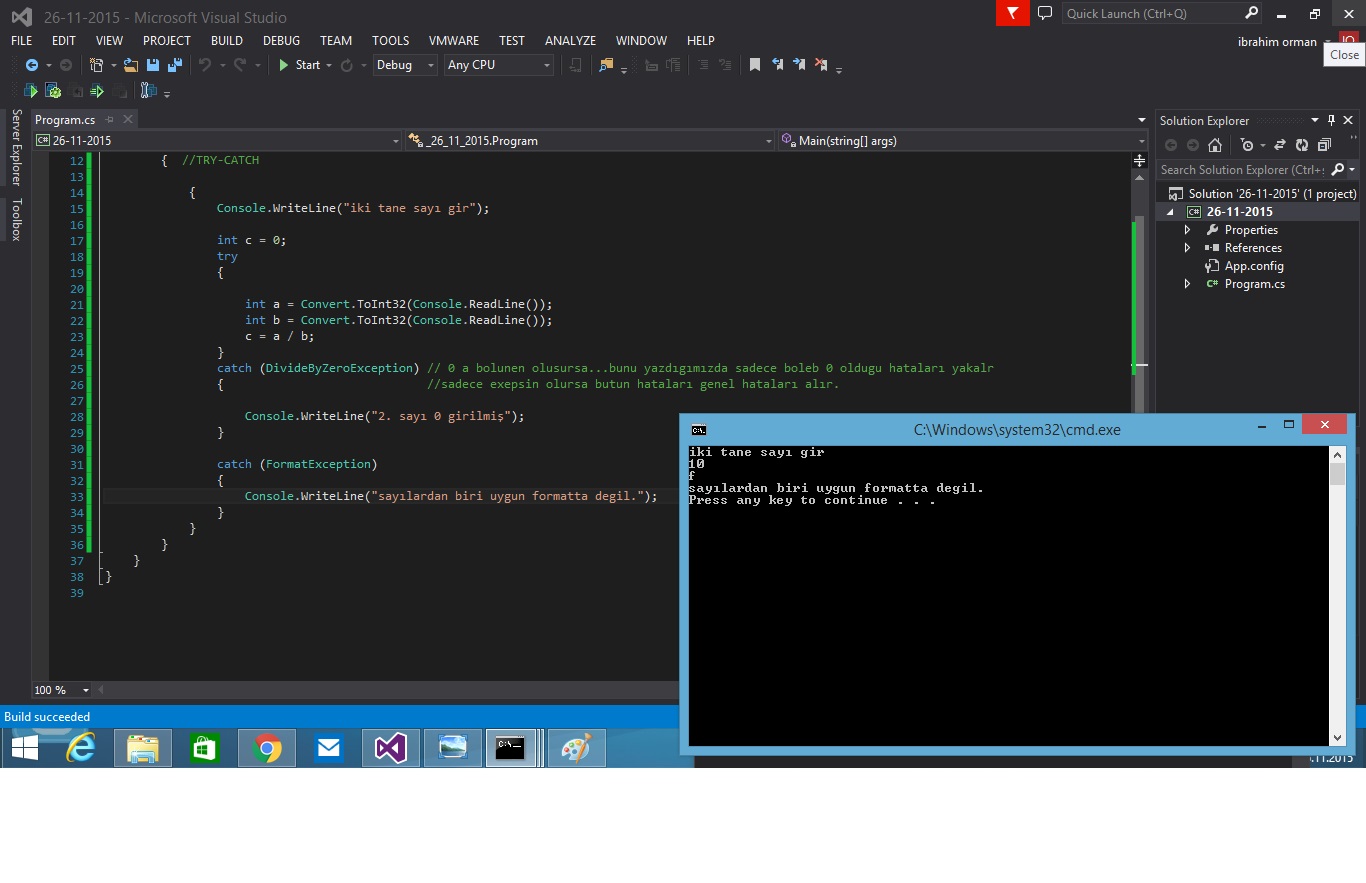 26-11-2015 - Microsoft Visual Studio
Quick Launch (Ctrl+Q)
FILE EDIT VIEW PROJECT BUILD DEBUG TEAM TOOLS VMWARE TEST ANALYZE WINDOW HELP
ibrahim orman
IO
Close
Start Debug Any CPU
Server Explorer
Toolbox
Program.cs
26-11-2015
_26_11_2015.Program
Main(string[] args)
12 { //TRY-CATCH
13
14 {
15 Console.WriteLine("iki tane sayı gir");
16
17 int c = 0;
18 try
19 {
20
21 int a = Convert.ToInt32(Console.ReadLine());
22 int b = Convert.ToInt32(Console.ReadLine());
23 c = a / b;
24 }
25 catch (DivideByZeroException) // 0 a bolunen olusursa...bunu yazdıgımızda sadece boleb 0 oldugu hataları yakalr
26 { //sadece exepsin olursa butun hataları genel hataları alır.
27
28 Console.WriteLine("2. sayı 0 girilmiş");
29 }
30
31 catch (FormatException)
32 {
33 Console.WriteLine("sayılardan biri uygun formatta degil.");
34 }
35 }
36 }
37 }
38 }
39
100 %
Build succeeded
Solution Explorer
Search Solution Explorer (Ctrl+;
Solution '26-11-2015' (1 project)
C# 26-11-2015
Properties
References
App.config
C# Program.cs
C:\Windows\system32\cmd.exe
iki tane sayı gir
10
f
sayılardan biri uygun formatta degil.
Press any key to continue . . .
.11.2015